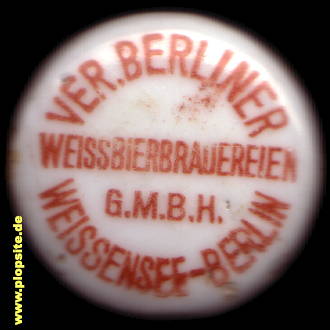 VER. BERLINER
WEISSBIERBRAUEREIEN
G.M.B.H.
WEISSENSEE-BERLIN
www.plopsite.de